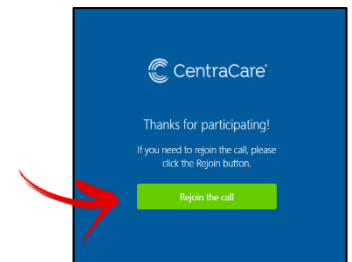 CentraCare
Thanks for participating!
If you need to rejoin the call, please
click the Rejoin button.
Rejoin the call